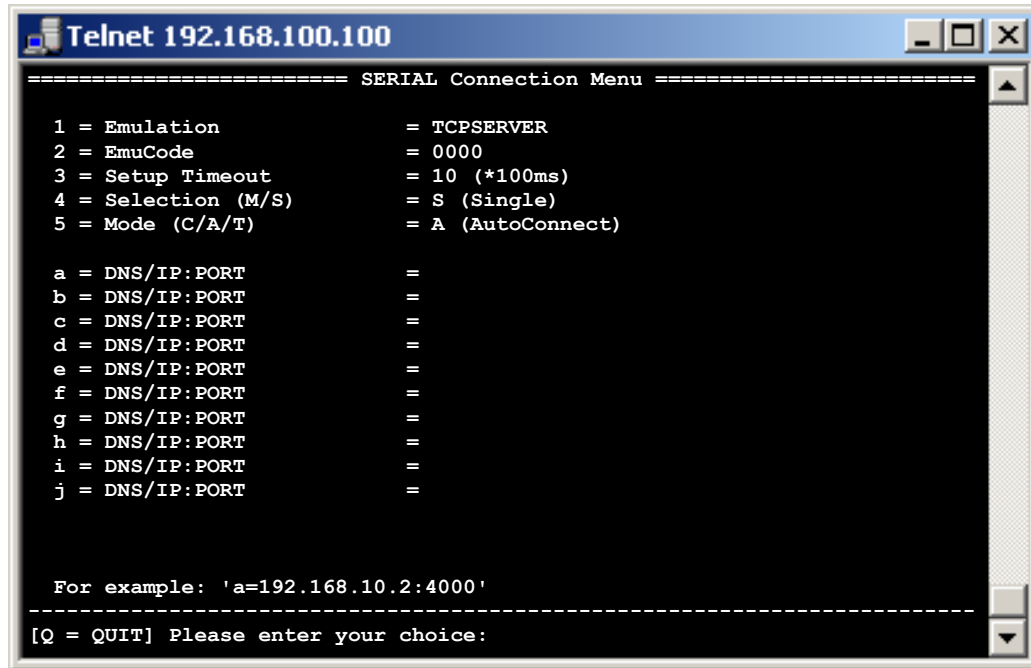 Telnet 192.168.100.100
========================= SERIAL Connection Menu =========================
1 = Emulation = TCPSERVER
2 = EmuCode = 0000
3 = Setup Timeout = 10 (*100ms)
4 = Selection (M/S) = S (Single)
5 = Mode (C/A/T) = A (AutoConnect)
a = DNS/IP:PORT =
b = DNS/IP:PORT =
c = DNS/IP:PORT =
d = DNS/IP:PORT =
e = DNS/IP:PORT =
f = DNS/IP:PORT =
g = DNS/IP:PORT =
h = DNS/IP:PORT =
i = DNS/IP:PORT =
j = DNS/IP:PORT =
For example: 'a=192.168.10.2:4000'
--------------------------------------------------------------------------
[Q = QUIT] Please enter your choice: